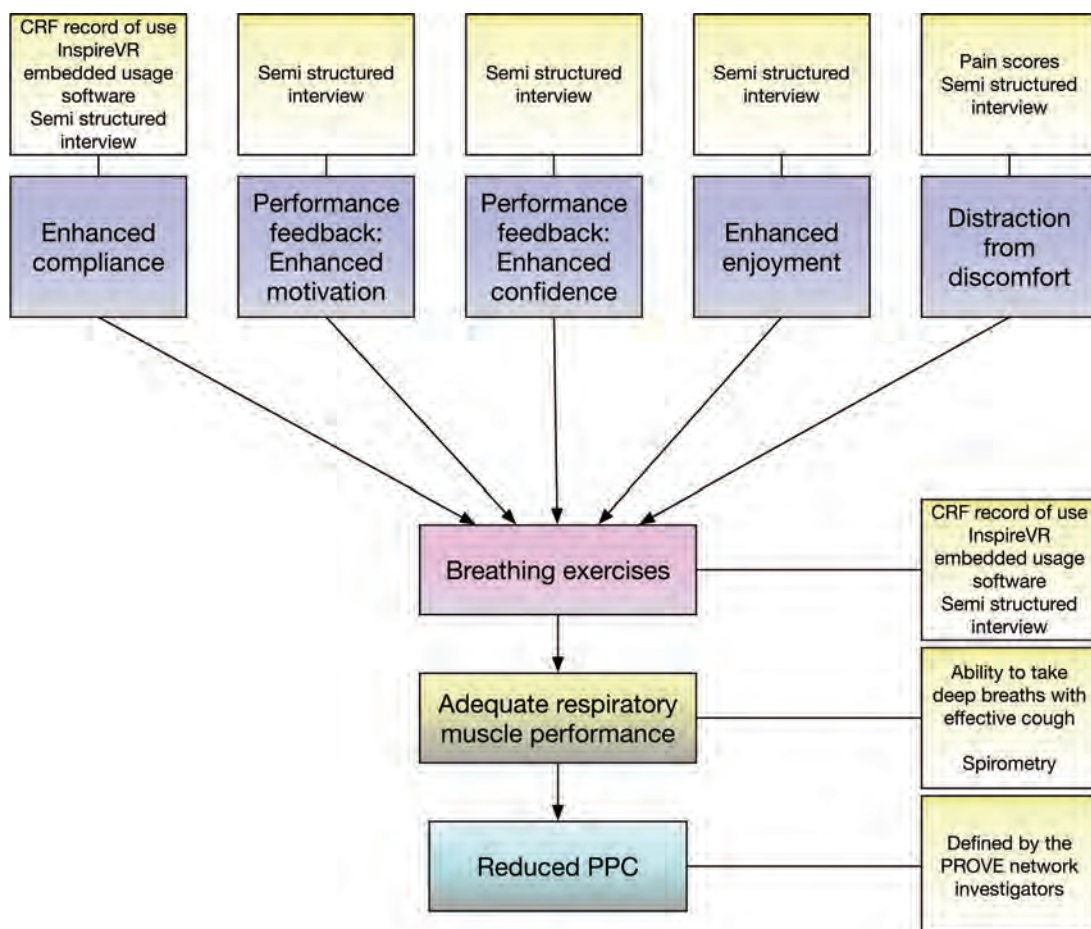 CRF record of use
InspireVR
embedded usage
software
Semi structured
interview
Semi structured
interview
Semi structured
interview
Semi structured
interview
Pain scores
Semi structured
interview
Enhanced
compliance
Performance
feedback:
Enhanced
motivation
Performance
feedback:
Enhanced
confidence
Enhanced
enjoyment
Distraction
from
discomfort
Breathing exercises
CRF record of use
InspireVR
embedded usage
software
Semi structured
interview
Adequate respiratory
muscle performance
Ability to take
deep breaths with
effective cough
Spirometry
Reduced PPC
Defined by the
PROVE network
investigators